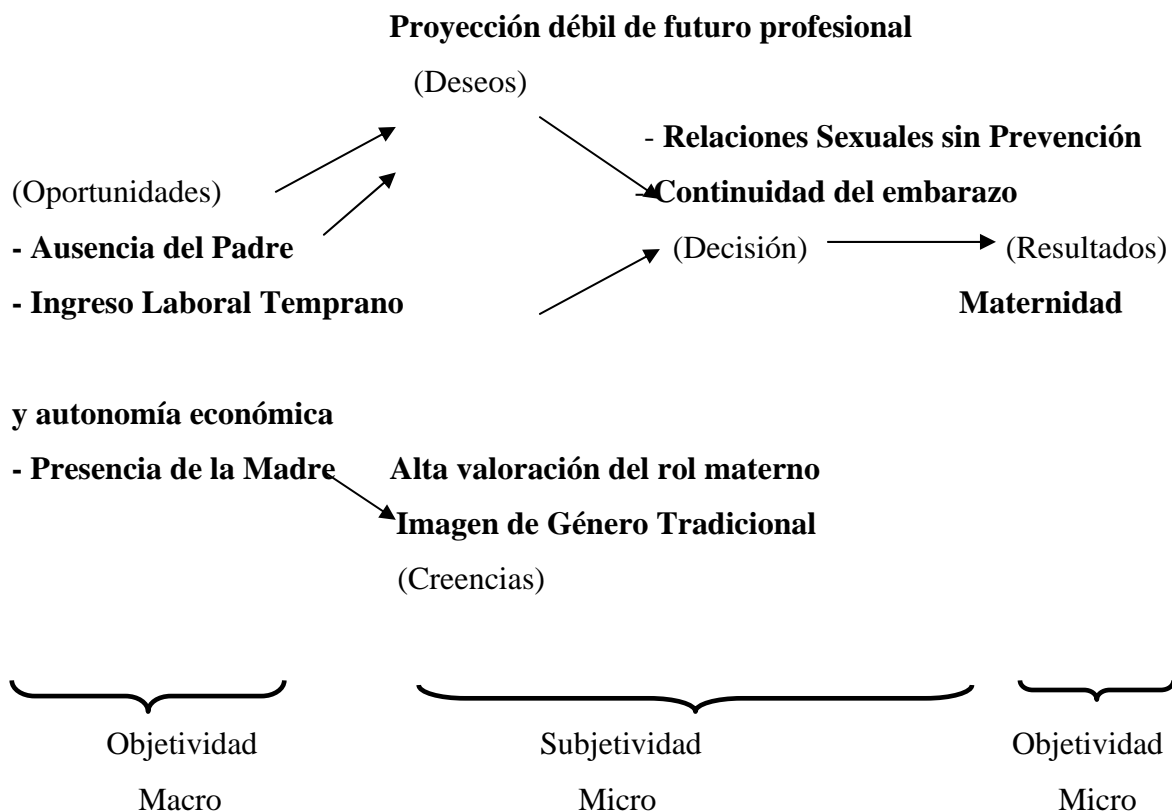 Proyección débil de futuro profesional
(Deseos)
- Relaciones Sexuales sin Prevención
(Oportunidades)
- Continuidad del embarazo
- Ausencia del Padre
(Decisión)
(Resultados)
- Ingreso Laboral Temprano
Maternidad
y autonomía económica
- Presencia de la Madre
Alta valoración del rol materno
Imagen de Género Tradicional
(Creencias)
Objetividad
Subjetividad
Objetividad
Macro
Micro
Micro